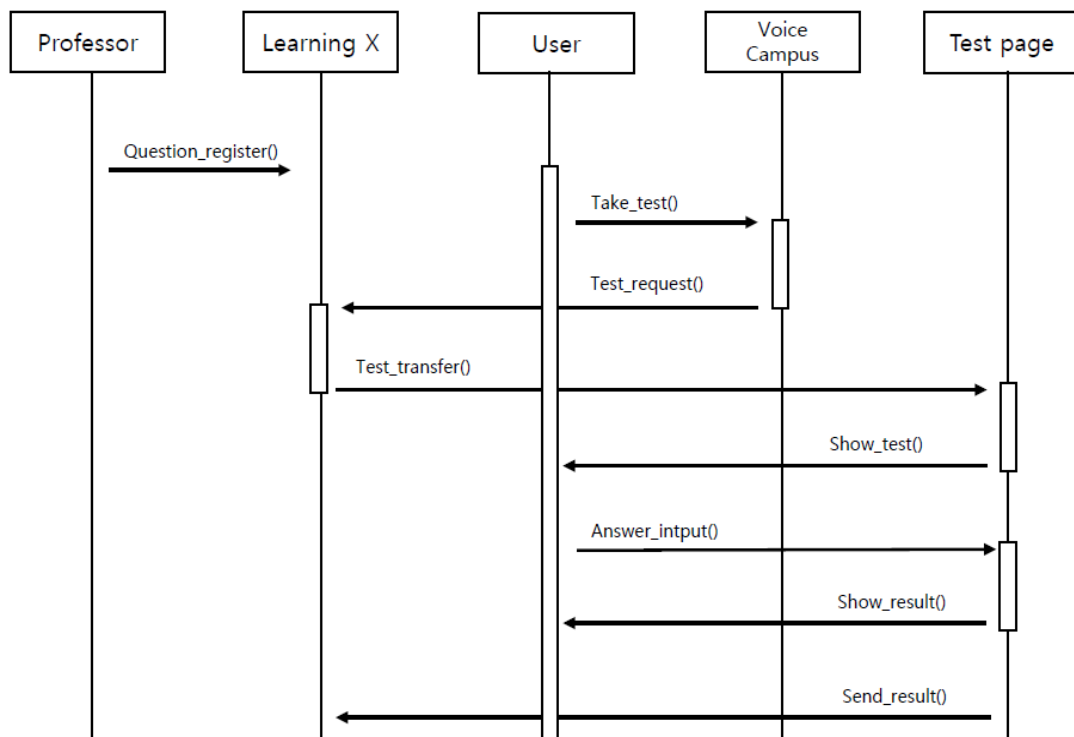 Professor
Learning X
User
Voice
Campus
Test page
Question_register()
Take_test()
Test_request()
Test_transfer()
Show_test()
Answer_intput()
Show_result()
Send_result()